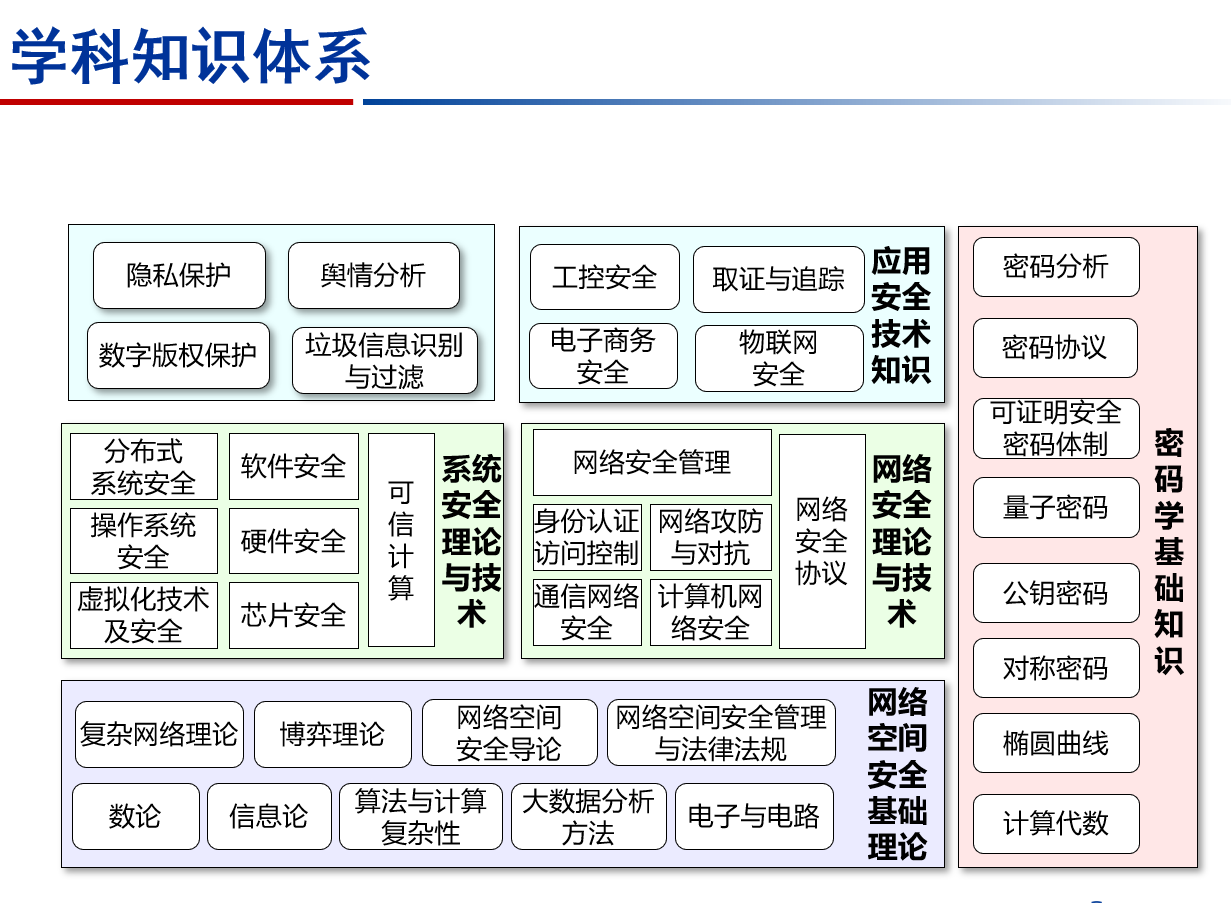 学科知识体系
隐私保护
舆情分析
数字版权保护
垃圾信息识别
与过滤
工控安全
取证与追踪
电子商务
安全
物联网
安全
应用
安全
技术
知识
分布式
系统安全
软件安全
操作系统
安全
硬件安全
虚拟化技术
及安全
芯片安全
可
信
计
算
系统
安全
理论
与技
术
网络安全管理
身份认证
访问控制
网络攻防
与对抗
通信网络
安全
计算机网
络安全
网络
安全
协议
网络
安全
理论
与技
术
复杂网络理论
博弈理论
网络空间
安全导论
网络空间安全管理
与法律法规
数论
信息论
算法与计算
复杂性
大数据分析
方法
电子与电路
网络
空间
安全
基础
理论
密码分析
密码协议
可证明安全
密码体制
量子密码
公钥密码
对称密码
椭圆曲线
计算代数
密
码
学
基
础
知
识